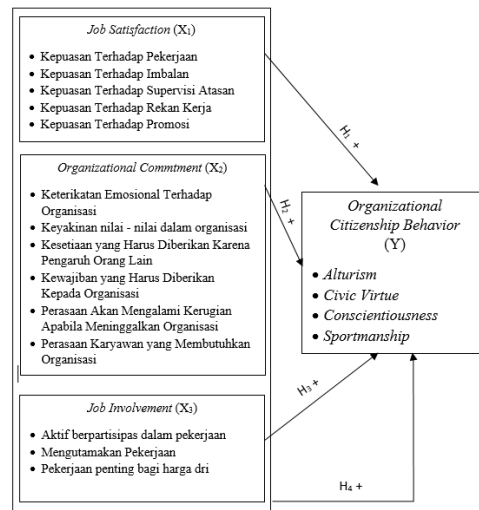 Job Satisfaction (X₁)
• Kepuasan Terhadap Pekerjaan
• Kepuasan Terhadap Imbalan
• Kepuasan Terhadap Supervisi Atasan
• Kepuasan Terhadap Rekan Kerja
• Kepuasan Terhadap Promosi
Organizational Commtment (X₂)
• Keterikatan Emosional Terhadap
Organisasi
• Keyakinan nilai - nilai dalam organisasi
• Kesetiaan yang Harus Diberikan Karena
Pengaruh Orang Lain
• Kewajiban yang Harus Diberikan
Kepada Organisasi
• Perasaan Akan Mengalami Kerugian
Apabila Meninggalkan Organisasi
• Perasaan Karyawan yang Membutuhkan
Organisasi
Job Involvement (X₃)
• Aktif berpartisipas dalam pekerjaan
• Mengutamakan Pekerjaan
• Pekerjaan penting bagi harga dri
H₁ +
H₂ +
H₃ +
H₄ +
Organizational
Citizenship Behavior
(Y)
• Alturism
• Civic Virtue
• Conscientiousness
• Sportmanship